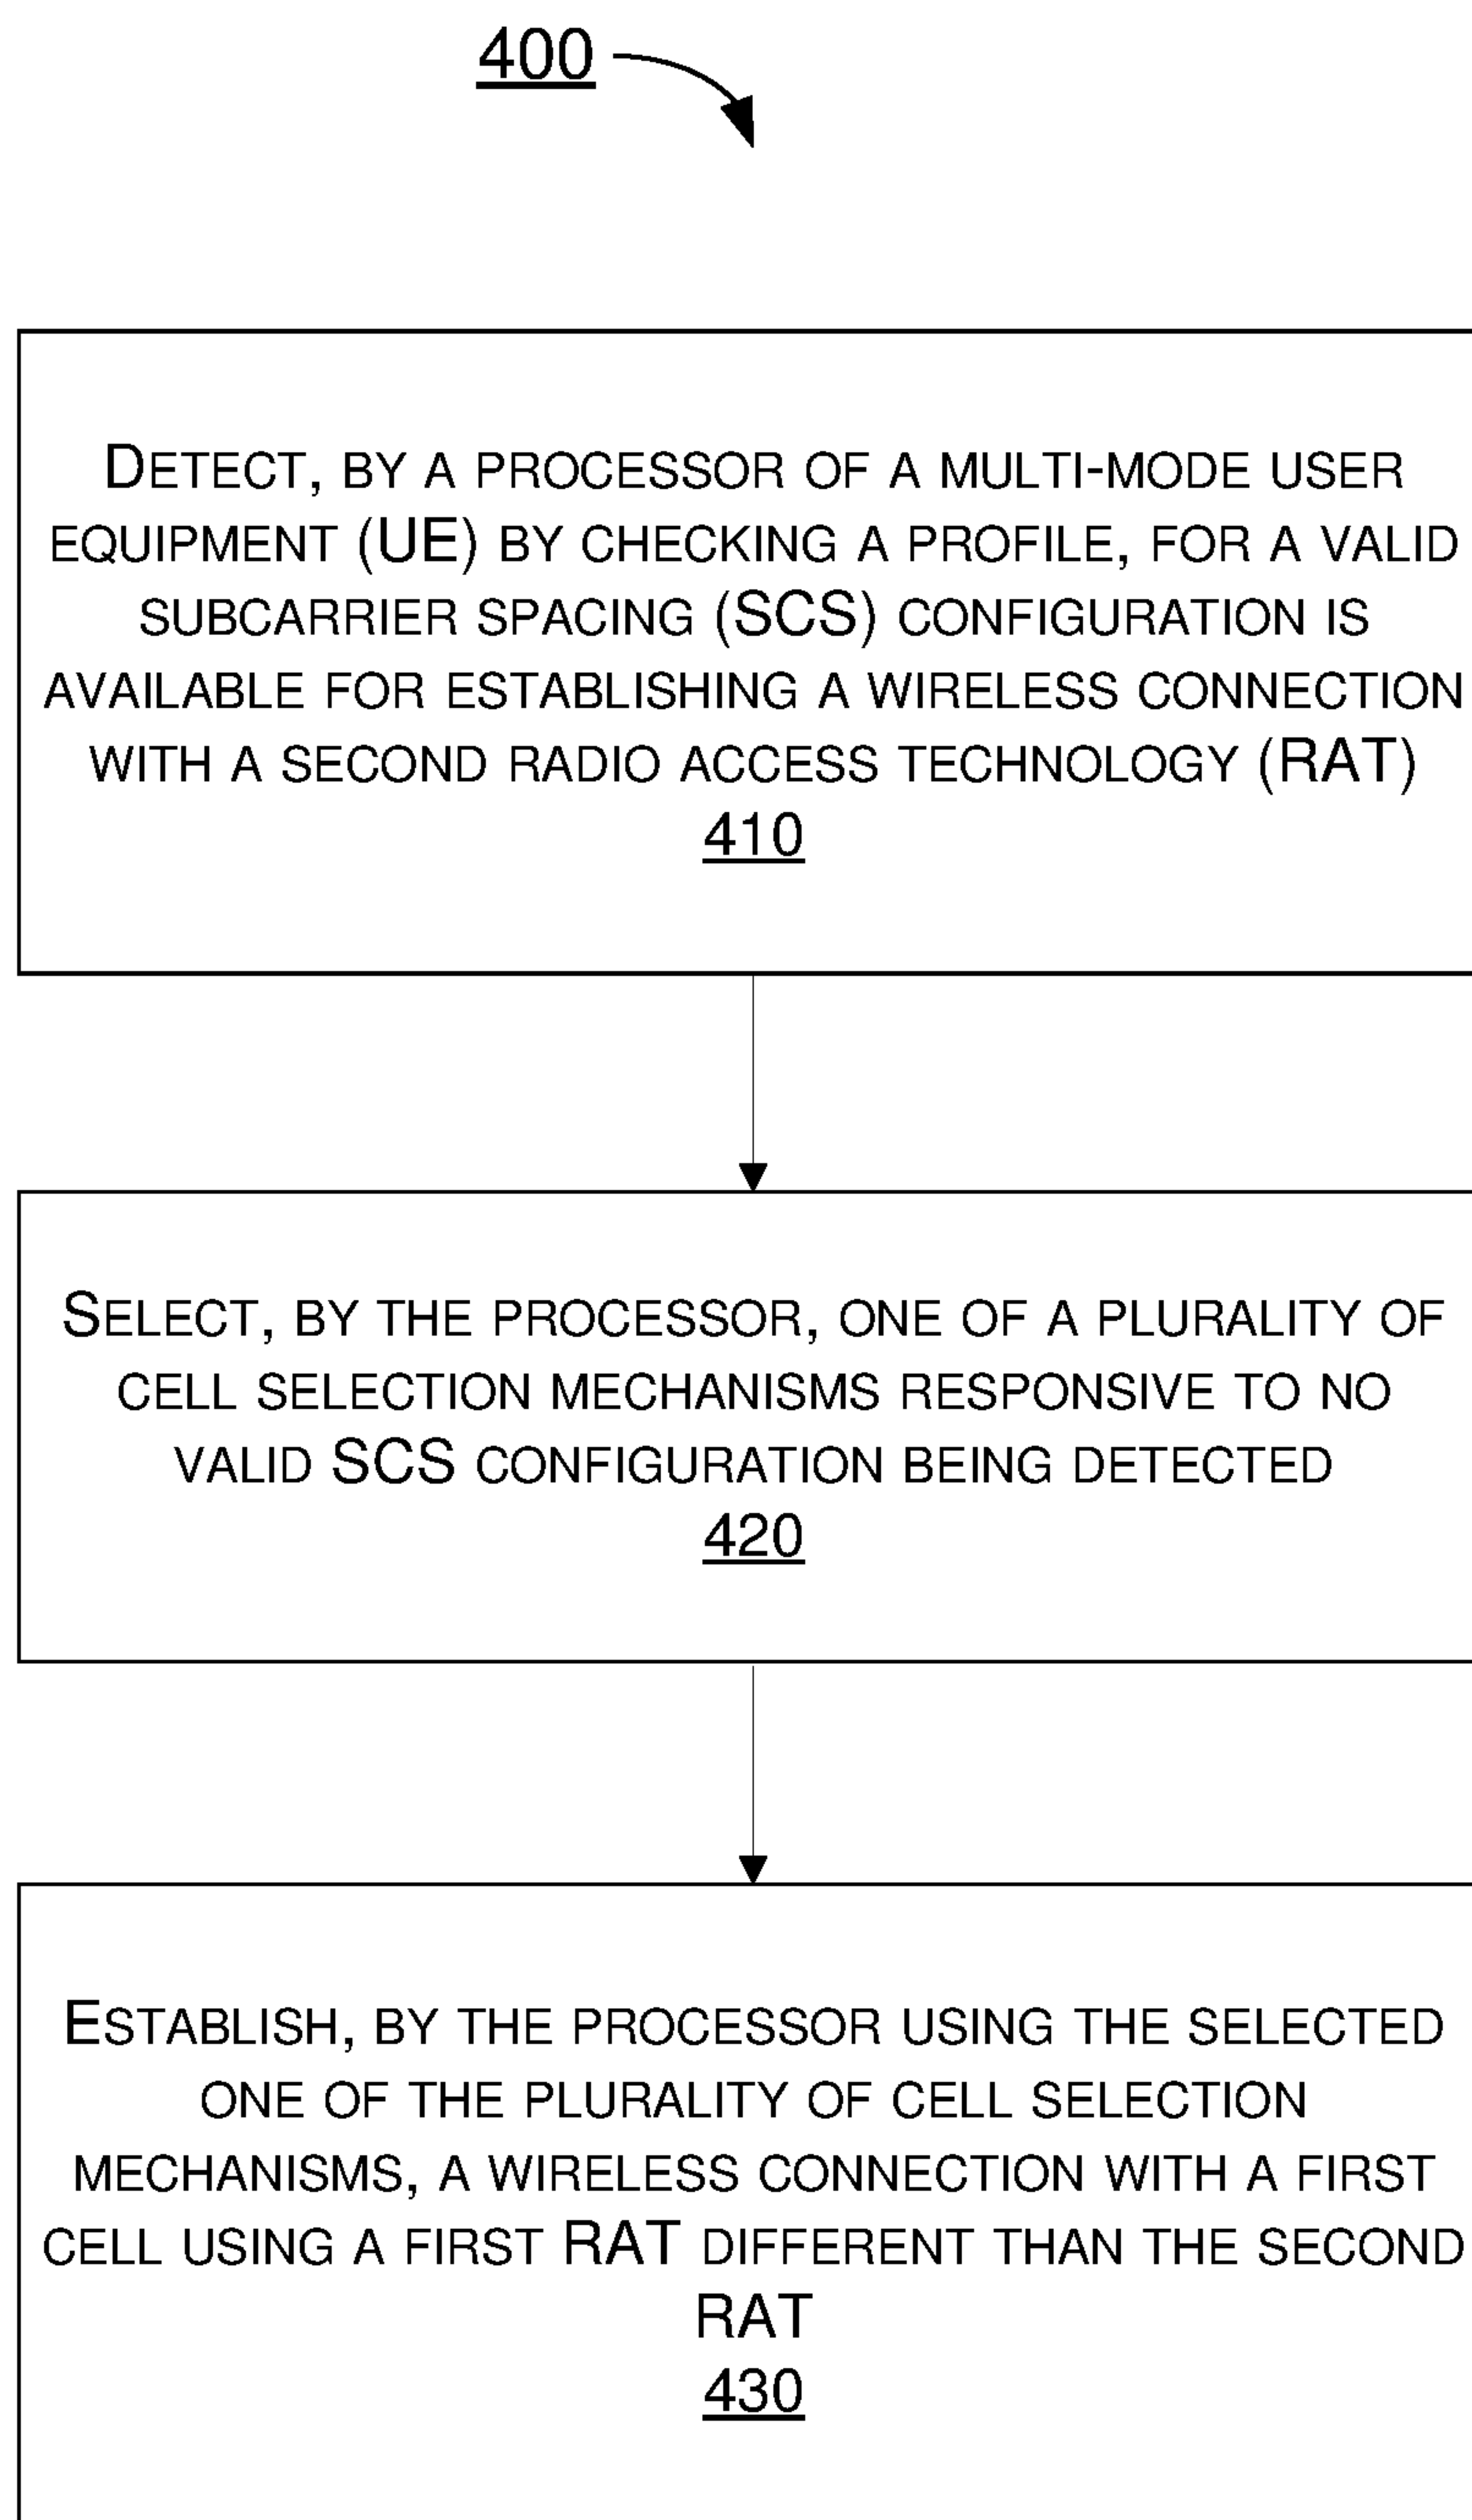 400
DETECT, BY A PROCESSOR OF A MULTI-MODE USER
EQUIPMENT (UE) BY CHECKING A PROFILE, FOR A VALID
SUBCARRIER SPACING (SCS) CONFIGURATION IS
AVAILABLE FOR ESTABLISHING A WIRELESS CONNECTION
WITH A SECOND RADIO ACCESS TECHNOLOGY (RAT)
410
SELECT, BY THE PROCESSOR, ONE OF A PLURALITY OF
CELL SELECTION MECHANISMS RESPONSIVE TO NO
VALID SCS CONFIGURATION BEING DETECTED
420
ESTABLISH, BY THE PROCESSOR USING THE SELECTED
ONE OF THE PLURALITY OF CELL SELECTION
MECHANISMS, A WIRELESS CONNECTION WITH A FIRST
CELL USING A FIRST RAT DIFFERENT THAN THE SECOND
RAT
430